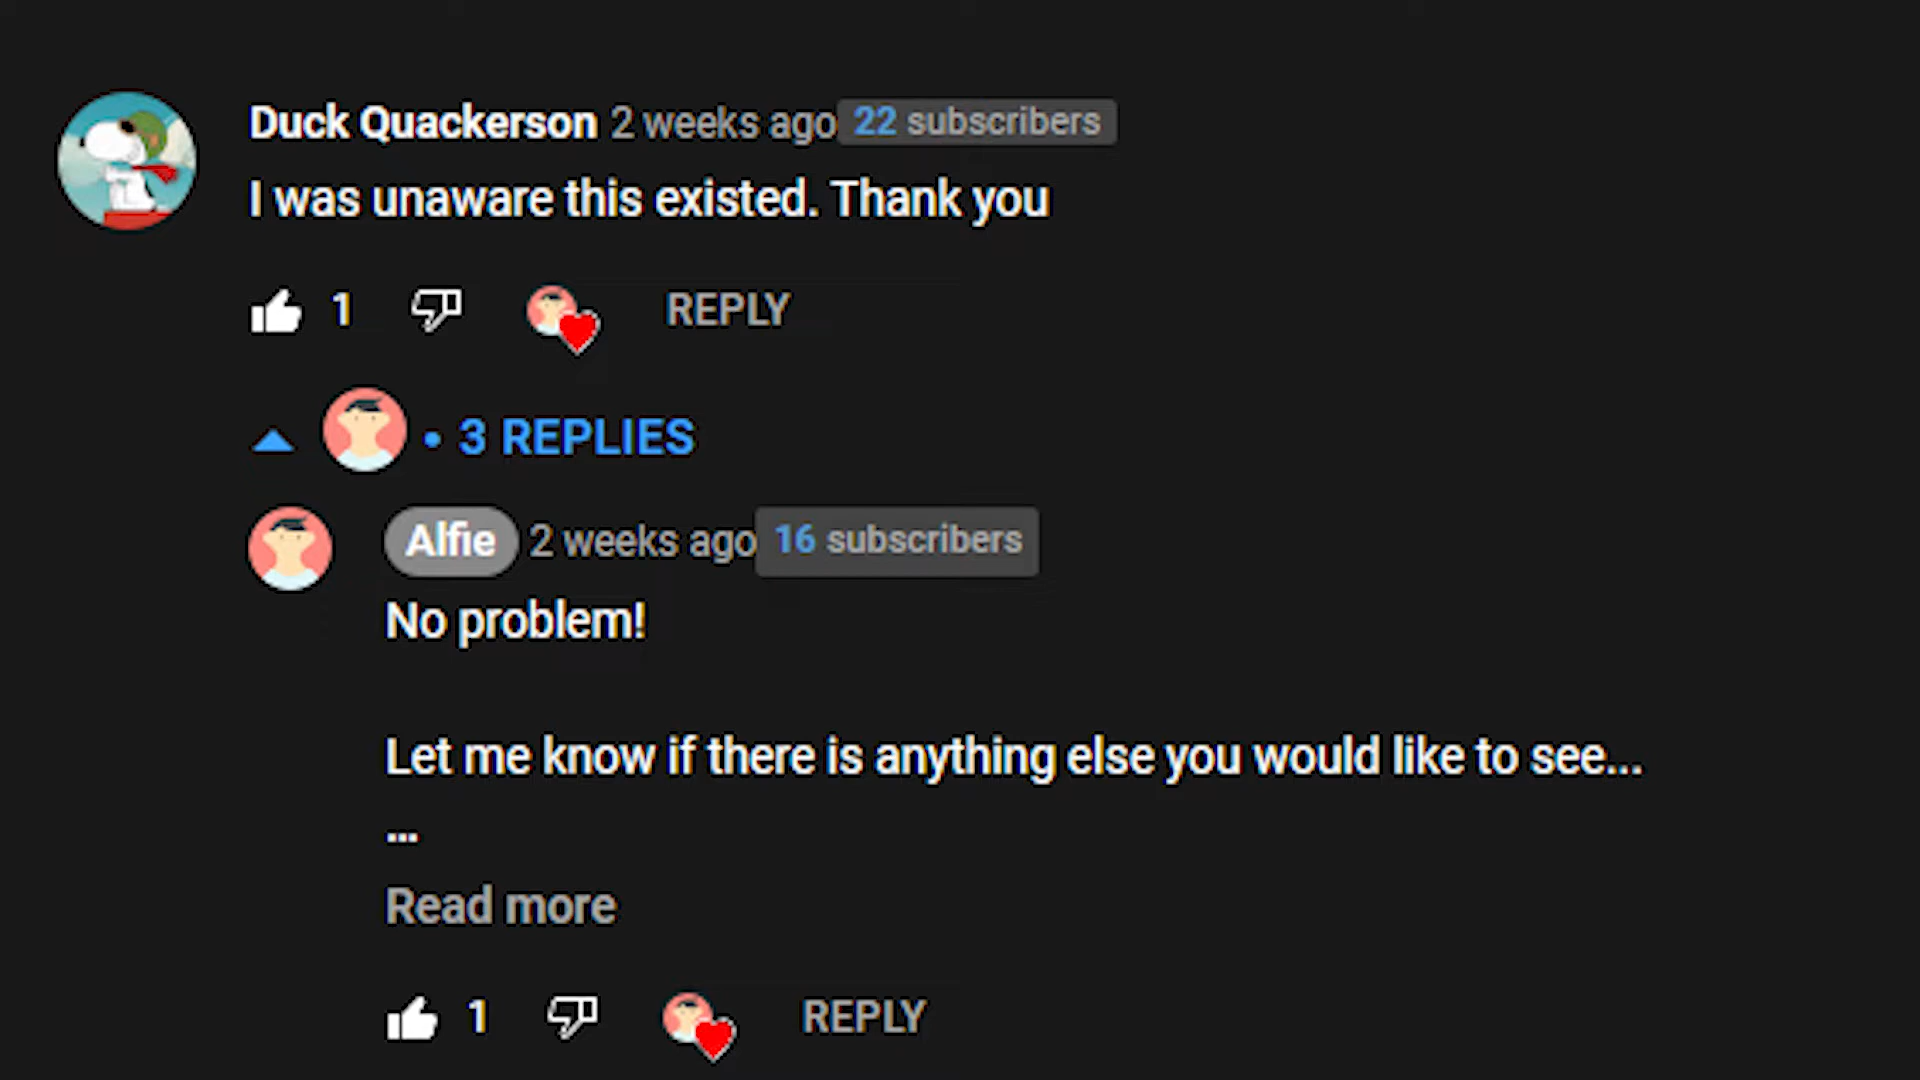 Duck Quackerson 2 weeks ago 22 subscribers
I was unaware this existed. Thank you
1 REPLY
• 3 REPLIES
Alfie 2 weeks ago 16 subscribers
No problem!
Let me know if there is anything else you would like to see...
...
Read more
1 REPLY